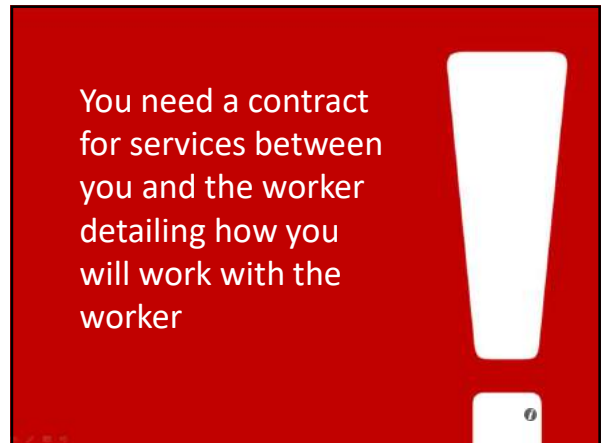 You need a contract
for services between
you and the worker
detailing how you
will work with the
worker